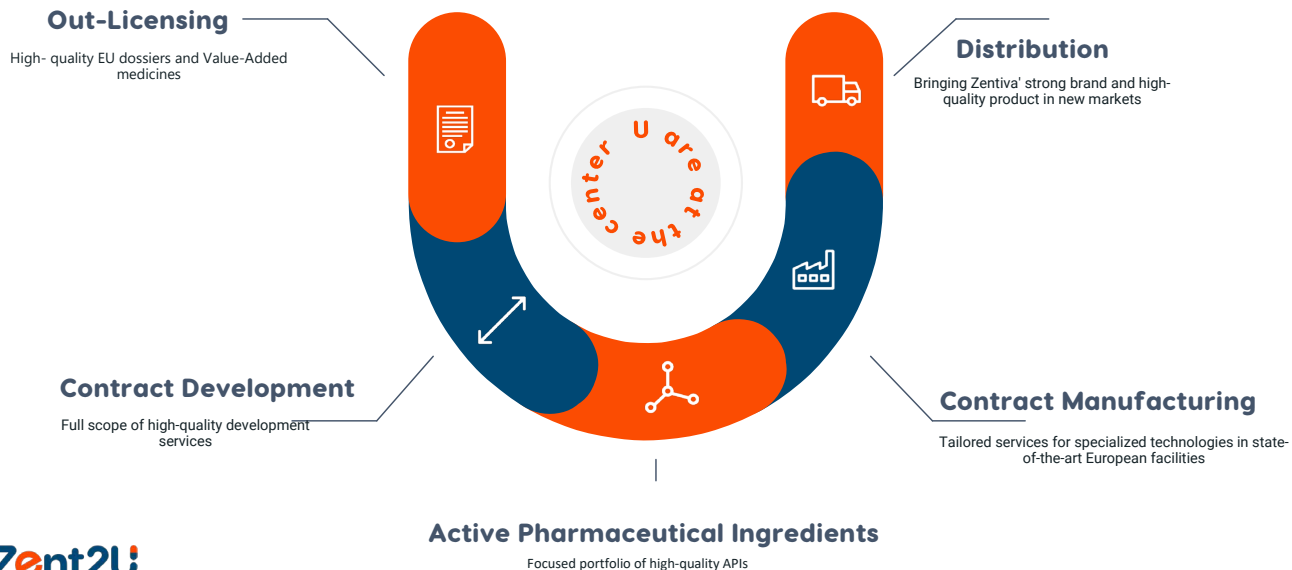 Out-Licensing
High- quality EU dossiers and Value-Added
medicines
Distribution
Bringing Zentiva' strong brand and high-
quality product in new markets
U are at the center
Contract Development
Full scope of high-quality development
services
Contract Manufacturing
Tailored services for specialized technologies in state-
of-the-art European facilities
Active Pharmaceutical Ingredients
Focused portfolio of high-quality APIs
Zent2U